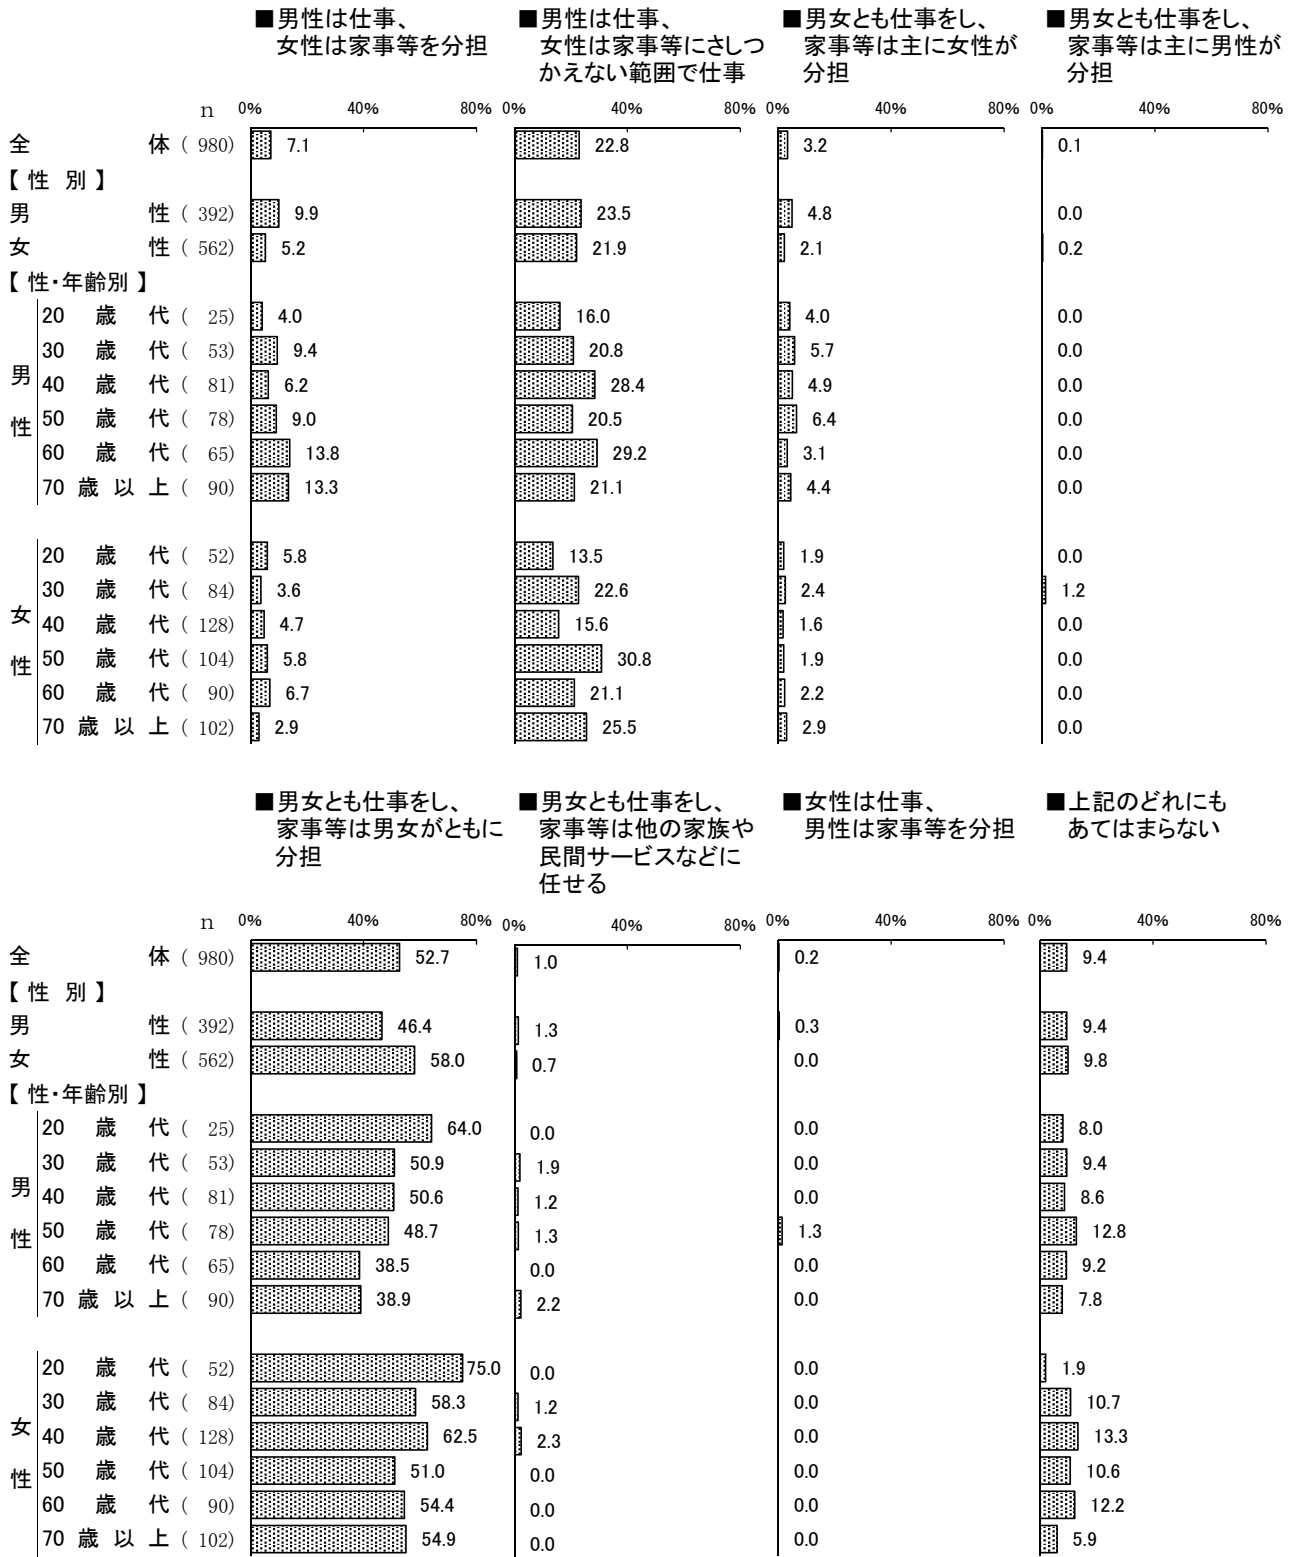 ■男性は仕事、 ■男性は仕事、 ■男女とも仕事をし、 ■男女とも仕事をし、
女性は家事等を分担 女性は家事等にさしつ 家事等は主に女性が 家事等は主に男性が
かえない範囲で仕事 分担 分担
n 0% 40% 80% 0% 40% 80% 0% 40% 80% 0% 40% 80%
全 体 ( 980) 7.1 22.8 3.2 0.1
【 性 別 】
男 性 ( 392) 9.9 23.5 4.8 0.0
女 性 ( 562) 5.2 21.9 2.1 0.2
【 性・年齢別 】
男性
20 歳 代 ( 25) 4.0 16.0 4.0 0.0
30 歳 代 ( 53) 9.4 20.8 5.7 0.0
40 歳 代 ( 81) 6.2 28.4 4.9 0.0
50 歳 代 ( 78) 9.0 20.5 6.4 0.0
60 歳 代 ( 65) 13.8 29.2 3.1 0.0
70 歳 以 上 ( 90) 13.3 21.1 4.4 0.0
女性
20 歳 代 ( 52) 5.8 13.5 1.9 0.0
30 歳 代 ( 84) 3.6 22.6 2.4 1.2
40 歳 代 ( 128) 4.7 15.6 1.6 0.0
50 歳 代 ( 104) 5.8 30.8 1.9 0.0
60 歳 代 ( 90) 6.7 21.1 2.2 0.0
70 歳 以 上 ( 102) 2.9 25.5 2.9 0.0
■男女とも仕事をし、 ■男女とも仕事をし、 ■女性は仕事、 ■上記のどれにも
家事等は男女がともに 家事等は他の家族や 男性は家事等を分担 あてはまらない
分担 民間サービスなどに
任せる
n 0% 40% 80% 0% 40% 80% 0% 40% 80% 0% 40% 80%
全 体 ( 980) 52.7 1.0 0.2 9.4
【 性 別 】
男 性 ( 392) 46.4 1.3 0.3 9.4
女 性 ( 562) 58.0 0.7 0.0 9.8
【 性・年齢別 】
男性
20 歳 代 ( 25) 64.0 0.0 0.0 8.0
30 歳 代 ( 53) 50.9 1.9 0.0 9.4
40 歳 代 ( 81) 50.6 1.2 0.0 8.6
50 歳 代 ( 78) 48.7 1.3 1.3 12.8
60 歳 代 ( 65) 38.5 0.0 0.0 9.2
70 歳 以 上 ( 90) 38.9 2.2 0.0 7.8
女性
20 歳 代 ( 52) 75.0 0.0 0.0 1.9
30 歳 代 ( 84) 58.3 1.2 0.0 10.7
40 歳 代 ( 128) 62.5 2.3 0.0 13.3
50 歳 代 ( 104) 51.0 0.0 0.0 10.6
60 歳 代 ( 90) 54.4 0.0 0.0 12.2
70 歳 以 上 ( 102) 54.9 0.0 0.0 5.9